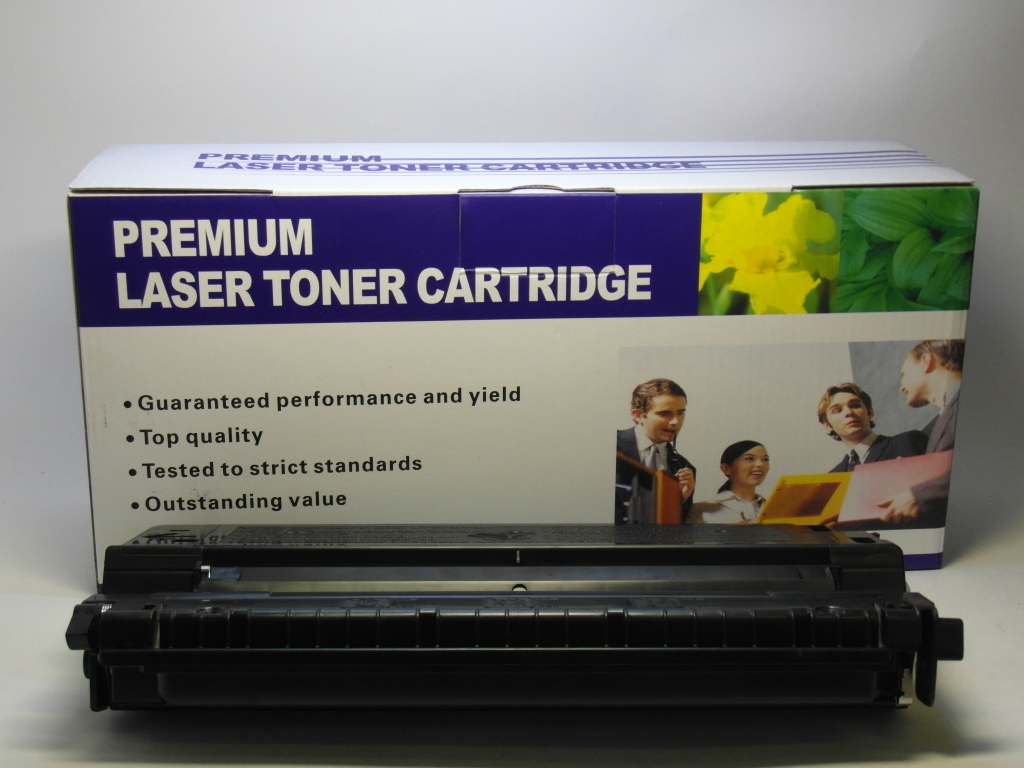 PREMIUM
LASER TONER CARTRIDGE
PREMIUM
LASER TONER CARTRIDGE
• Guaranteed performance and yield
• Top quality
• Tested to strict standards
• Outstanding value